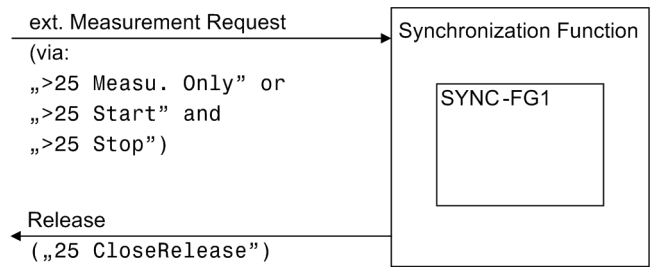 ext. Measurement Request
(via:
„>25 Measu. Only” or
„>25 Start” and
„>25 Stop”)
Release
(„25 CloseRelease”)
Synchronization Function
SYNC-FG1